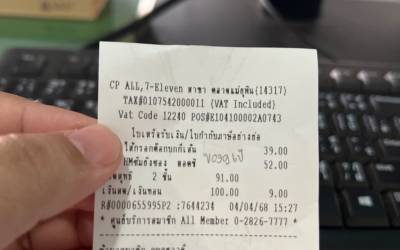 CP ALL,7-Eleven สาขา ตลาดแม่ลูพิน(14317)
TAX#0107542000011 (VAT Included)
Vat Code 12240 POS#E104100002A0743
ใบเสร็จรับเงิน/ใบกำกับภาษีอย่างย่อ
39.00
52.00
2 ชิ้น 91.00
เงินสด/เงินทอน 100.00 9.00
R#0000655995P2 :7644234 04/04/68 15:27
* ศูนย์บริการสมาชิก All Member 0-2826-7777 *